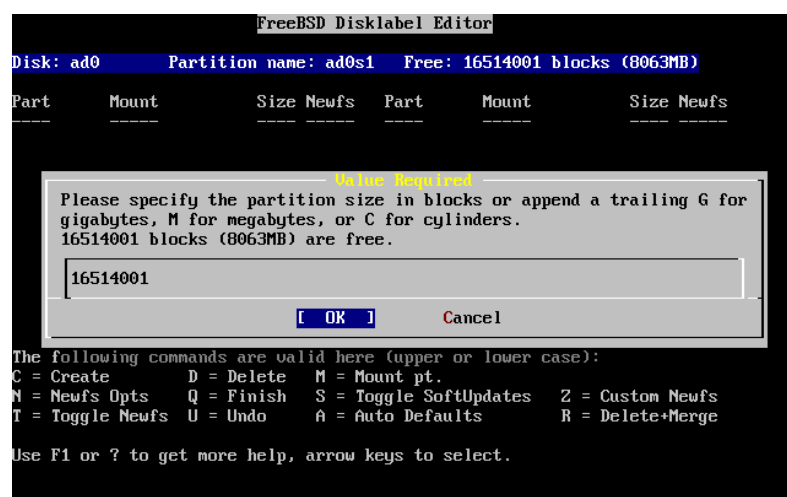 FreeBSD Disklabel Editor
Disk: ad0 Partition name: ad0s1 Free: 16514001 blocks (8063MB)
Part Mount Size Newfs Part Mount Size Newfs
---- ----- ---- ----- ---- ----- ---- -----
Value Required
Please specify the partition size in blocks or append a trailing G for
gigabytes, M for megabytes, or C for cylinders.
16514001 blocks (8063MB) are free.
16514001
[ OK ] Cancel
The following commands are valid here (upper or lower case):
C = Create D = Delete M = Mount pt.
N = Newfs Opts Q = Finish S = Toggle SoftUpdates Z = Custom Newfs
T = Toggle Newfs U = Undo A = Auto Defaults R = Delete+Merge
Use F1 or ? to get more help, arrow keys to select.